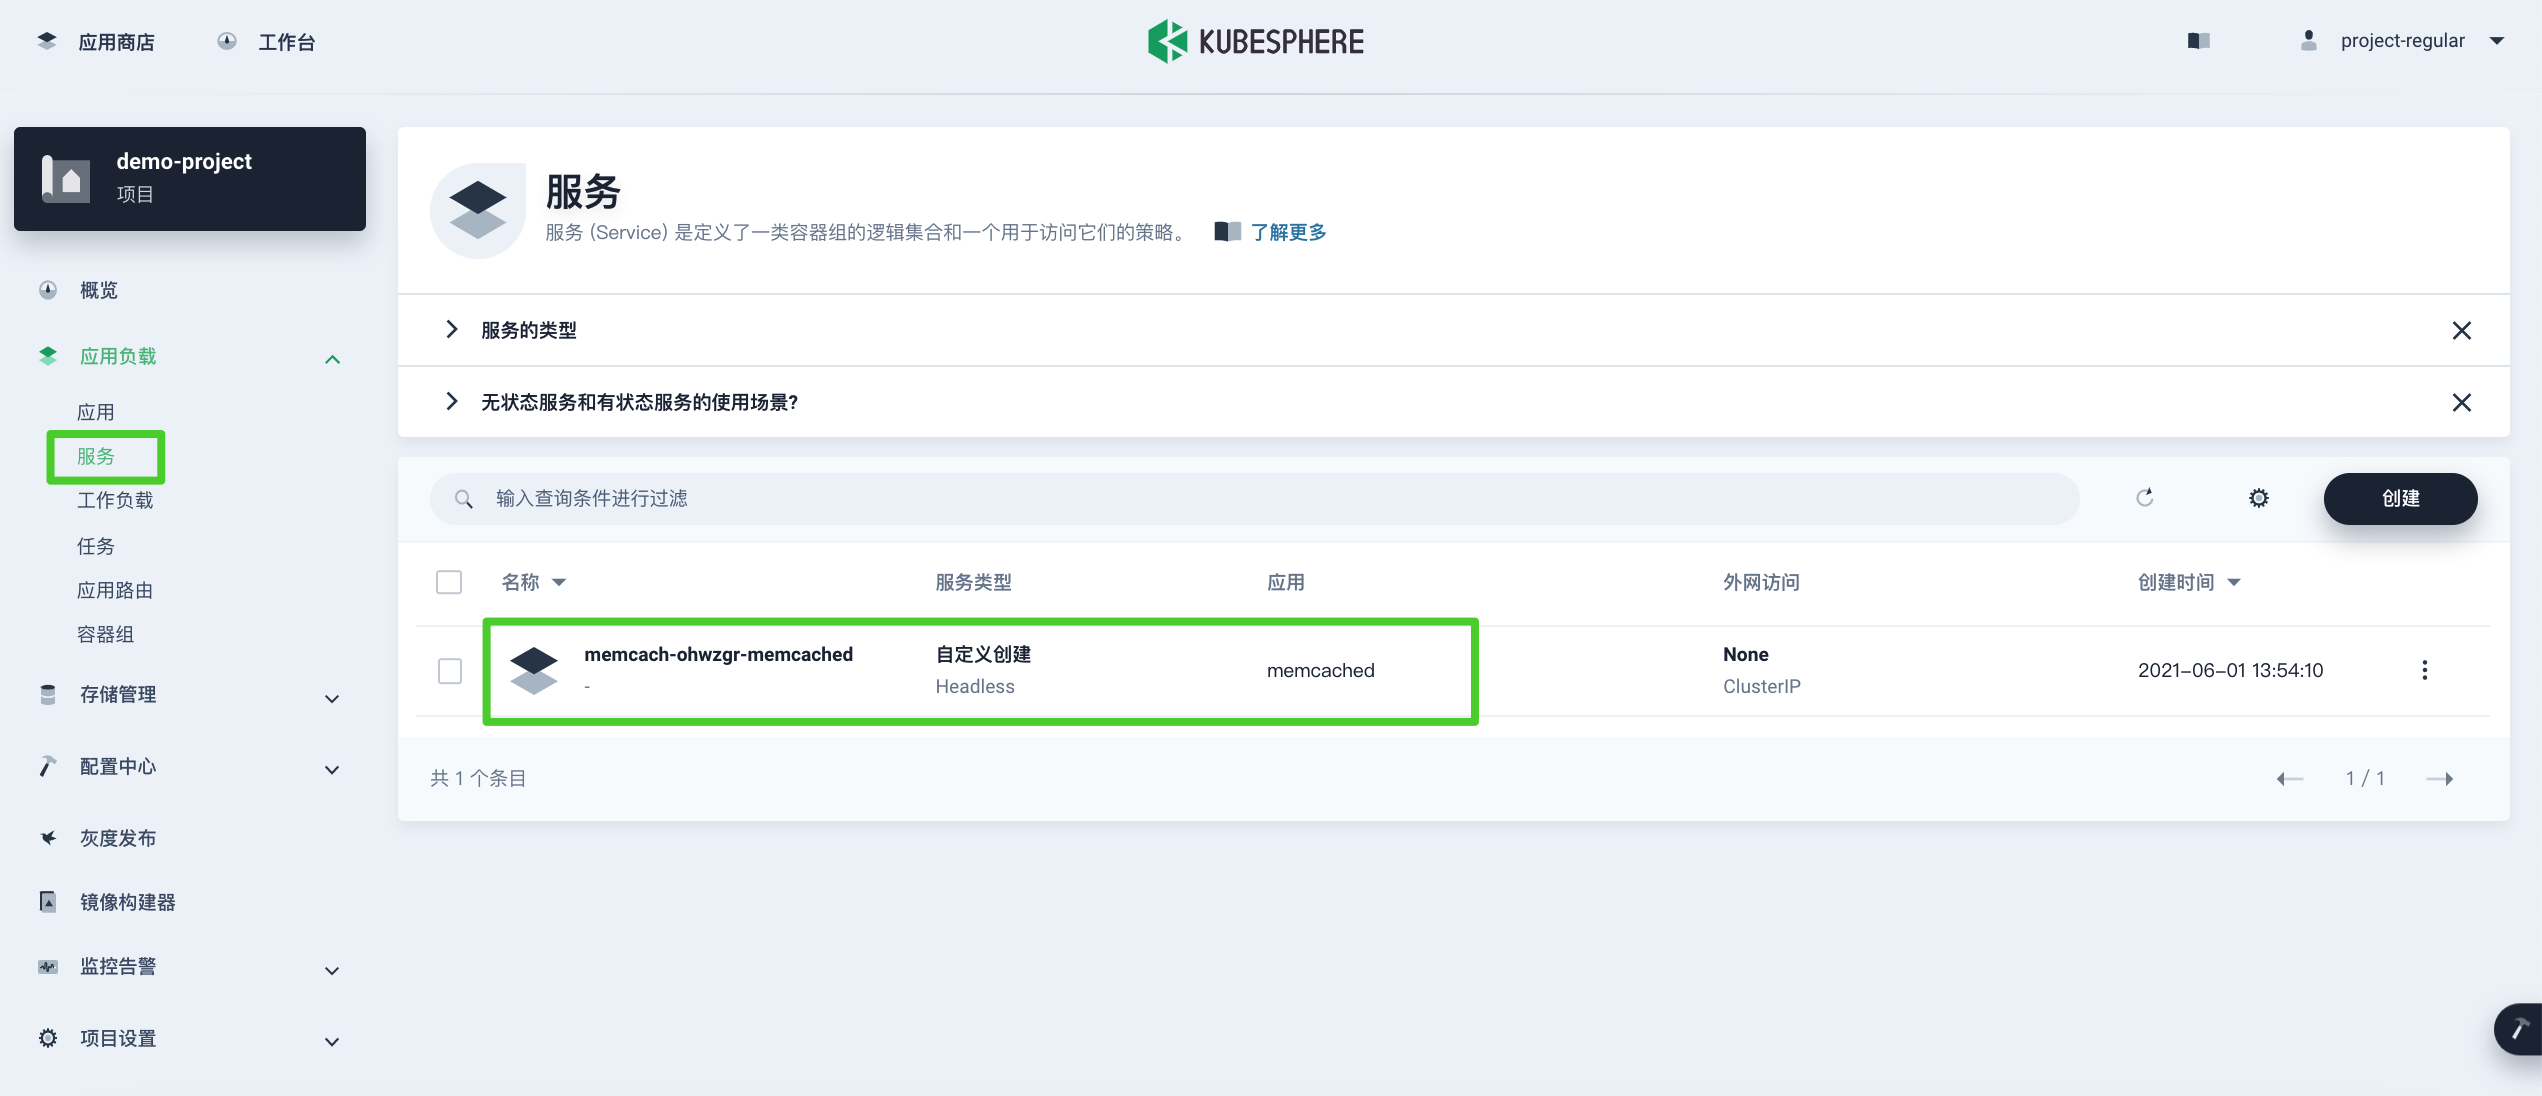 应用商店
工作台
KUBESPHERE
project-regular
demo-project
项目
概览
应用负载
应用
服务
工作负载
任务
应用路由
容器组
存储管理
配置中心
灰度发布
镜像构建器
监控告警
项目设置
服务
服务 (Service) 是定义了一类容器组的逻辑集合和一个用于访问它们的策略。 了解更多
服务的类型
无状态服务和有状态服务的使用场景?
输入查询条件进行过滤
创建
名称 服务类型 应用 外网访问 创建时间
memcach-ohwzgr-memcached 自定义创建 memcached None 2021-06-01 13:54:10
- Headless ClusterIP
共 1 个条目
1 / 1